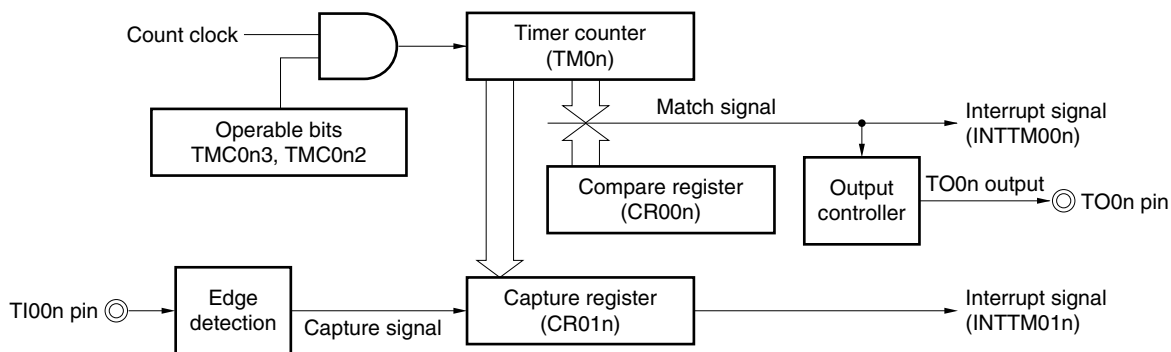 Count clock
Timer counter
(TM0n)
Operable bits
TMC0n3, TMC0n2
Match signal
Interrupt signal
(INTTM00n)
Compare register
(CR00n)
Output
controller
TO0n output
TO0n pin
TI00n pin
Edge
detection
Capture signal
Capture register
(CR01n)
Interrupt signal
(INTTM01n)